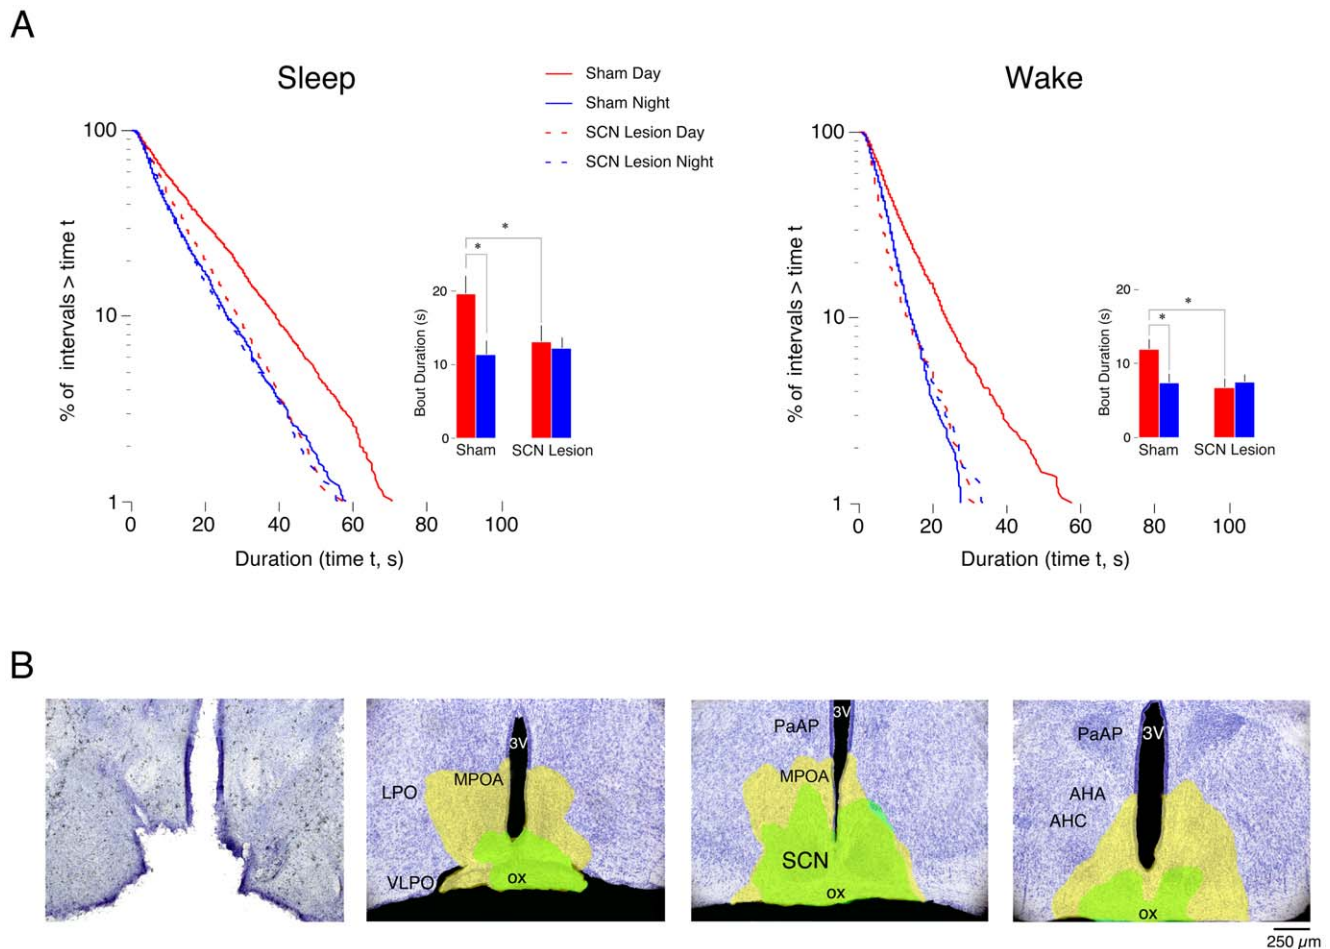 A
Sleep
Sham Day
Sham Night
SCN Lesion Day
SCN Lesion Night
Wake
% of intervals > time t
100
10
1
0 20 40 60 80 100
Duration (time t, s)
Bout Duration (s)
20
10
0
*
*
Sham SCN Lesion
% of intervals > time t
100
10
1
0 20 40 60 80 100
Duration (time t, s)
Bout Duration (s)
20
10
0
*
*
Sham SCN Lesion
B
3V
MPOA
LPO
VLPO
ox
3V
PaAP
MPOA
SCN
ox
3V
PaAP
AHA
AHC
ox
250 µm